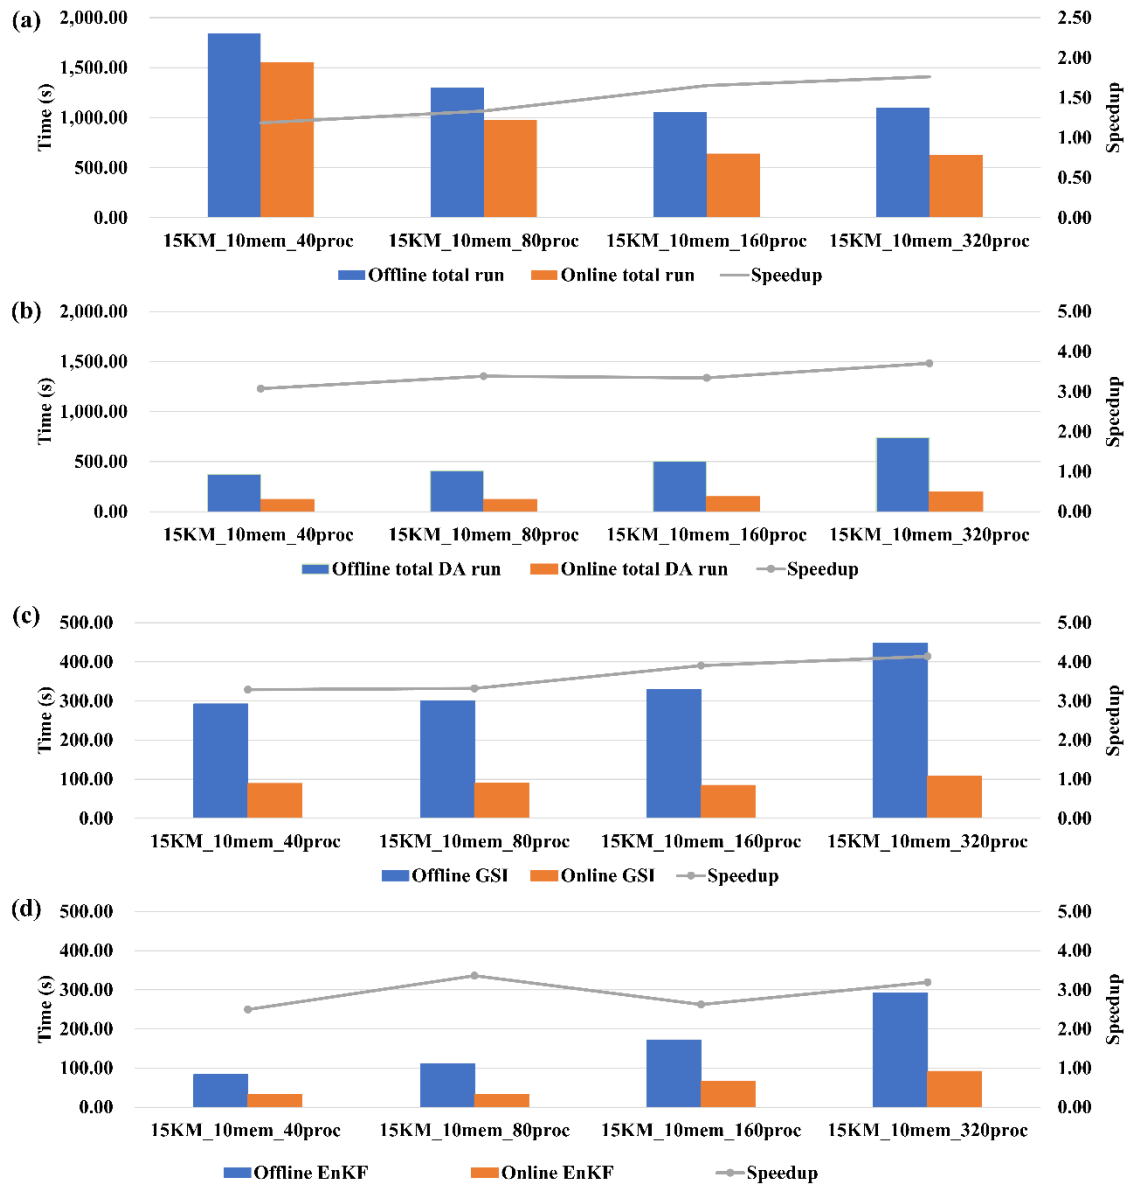 (a)
2,000.00
1,500.00
1,000.00
500.00
0.00
Time (s)
2.50
2.00
1.50
1.00
0.50
0.00
Speedup
15KM_10mem_40proc 15KM_10mem_80proc 15KM_10mem_160proc 15KM_10mem_320proc
Offline total run Online total run Speedup
(b)
2,000.00
1,500.00
1,000.00
500.00
0.00
Time (s)
5.00
4.00
3.00
2.00
1.00
0.00
Speedup
15KM_10mem_40proc 15KM_10mem_80proc 15KM_10mem_160proc 15KM_10mem_320proc
Offline total DA run Online total DA run Speedup
(c)
500.00
400.00
300.00
200.00
100.00
0.00
Time (s)
5.00
4.00
3.00
2.00
1.00
0.00
Speedup
15KM_10mem_40proc 15KM_10mem_80proc 15KM_10mem_160proc 15KM_10mem_320proc
Offline GSI Online GSI Speedup
(d)
500.00
400.00
300.00
200.00
100.00
0.00
Time (s)
5.00
4.00
3.00
2.00
1.00
0.00
Speedup
15KM_10mem_40proc 15KM_10mem_80proc 15KM_10mem_160proc 15KM_10mem_320proc
Offline EnKF Online EnKF Speedup